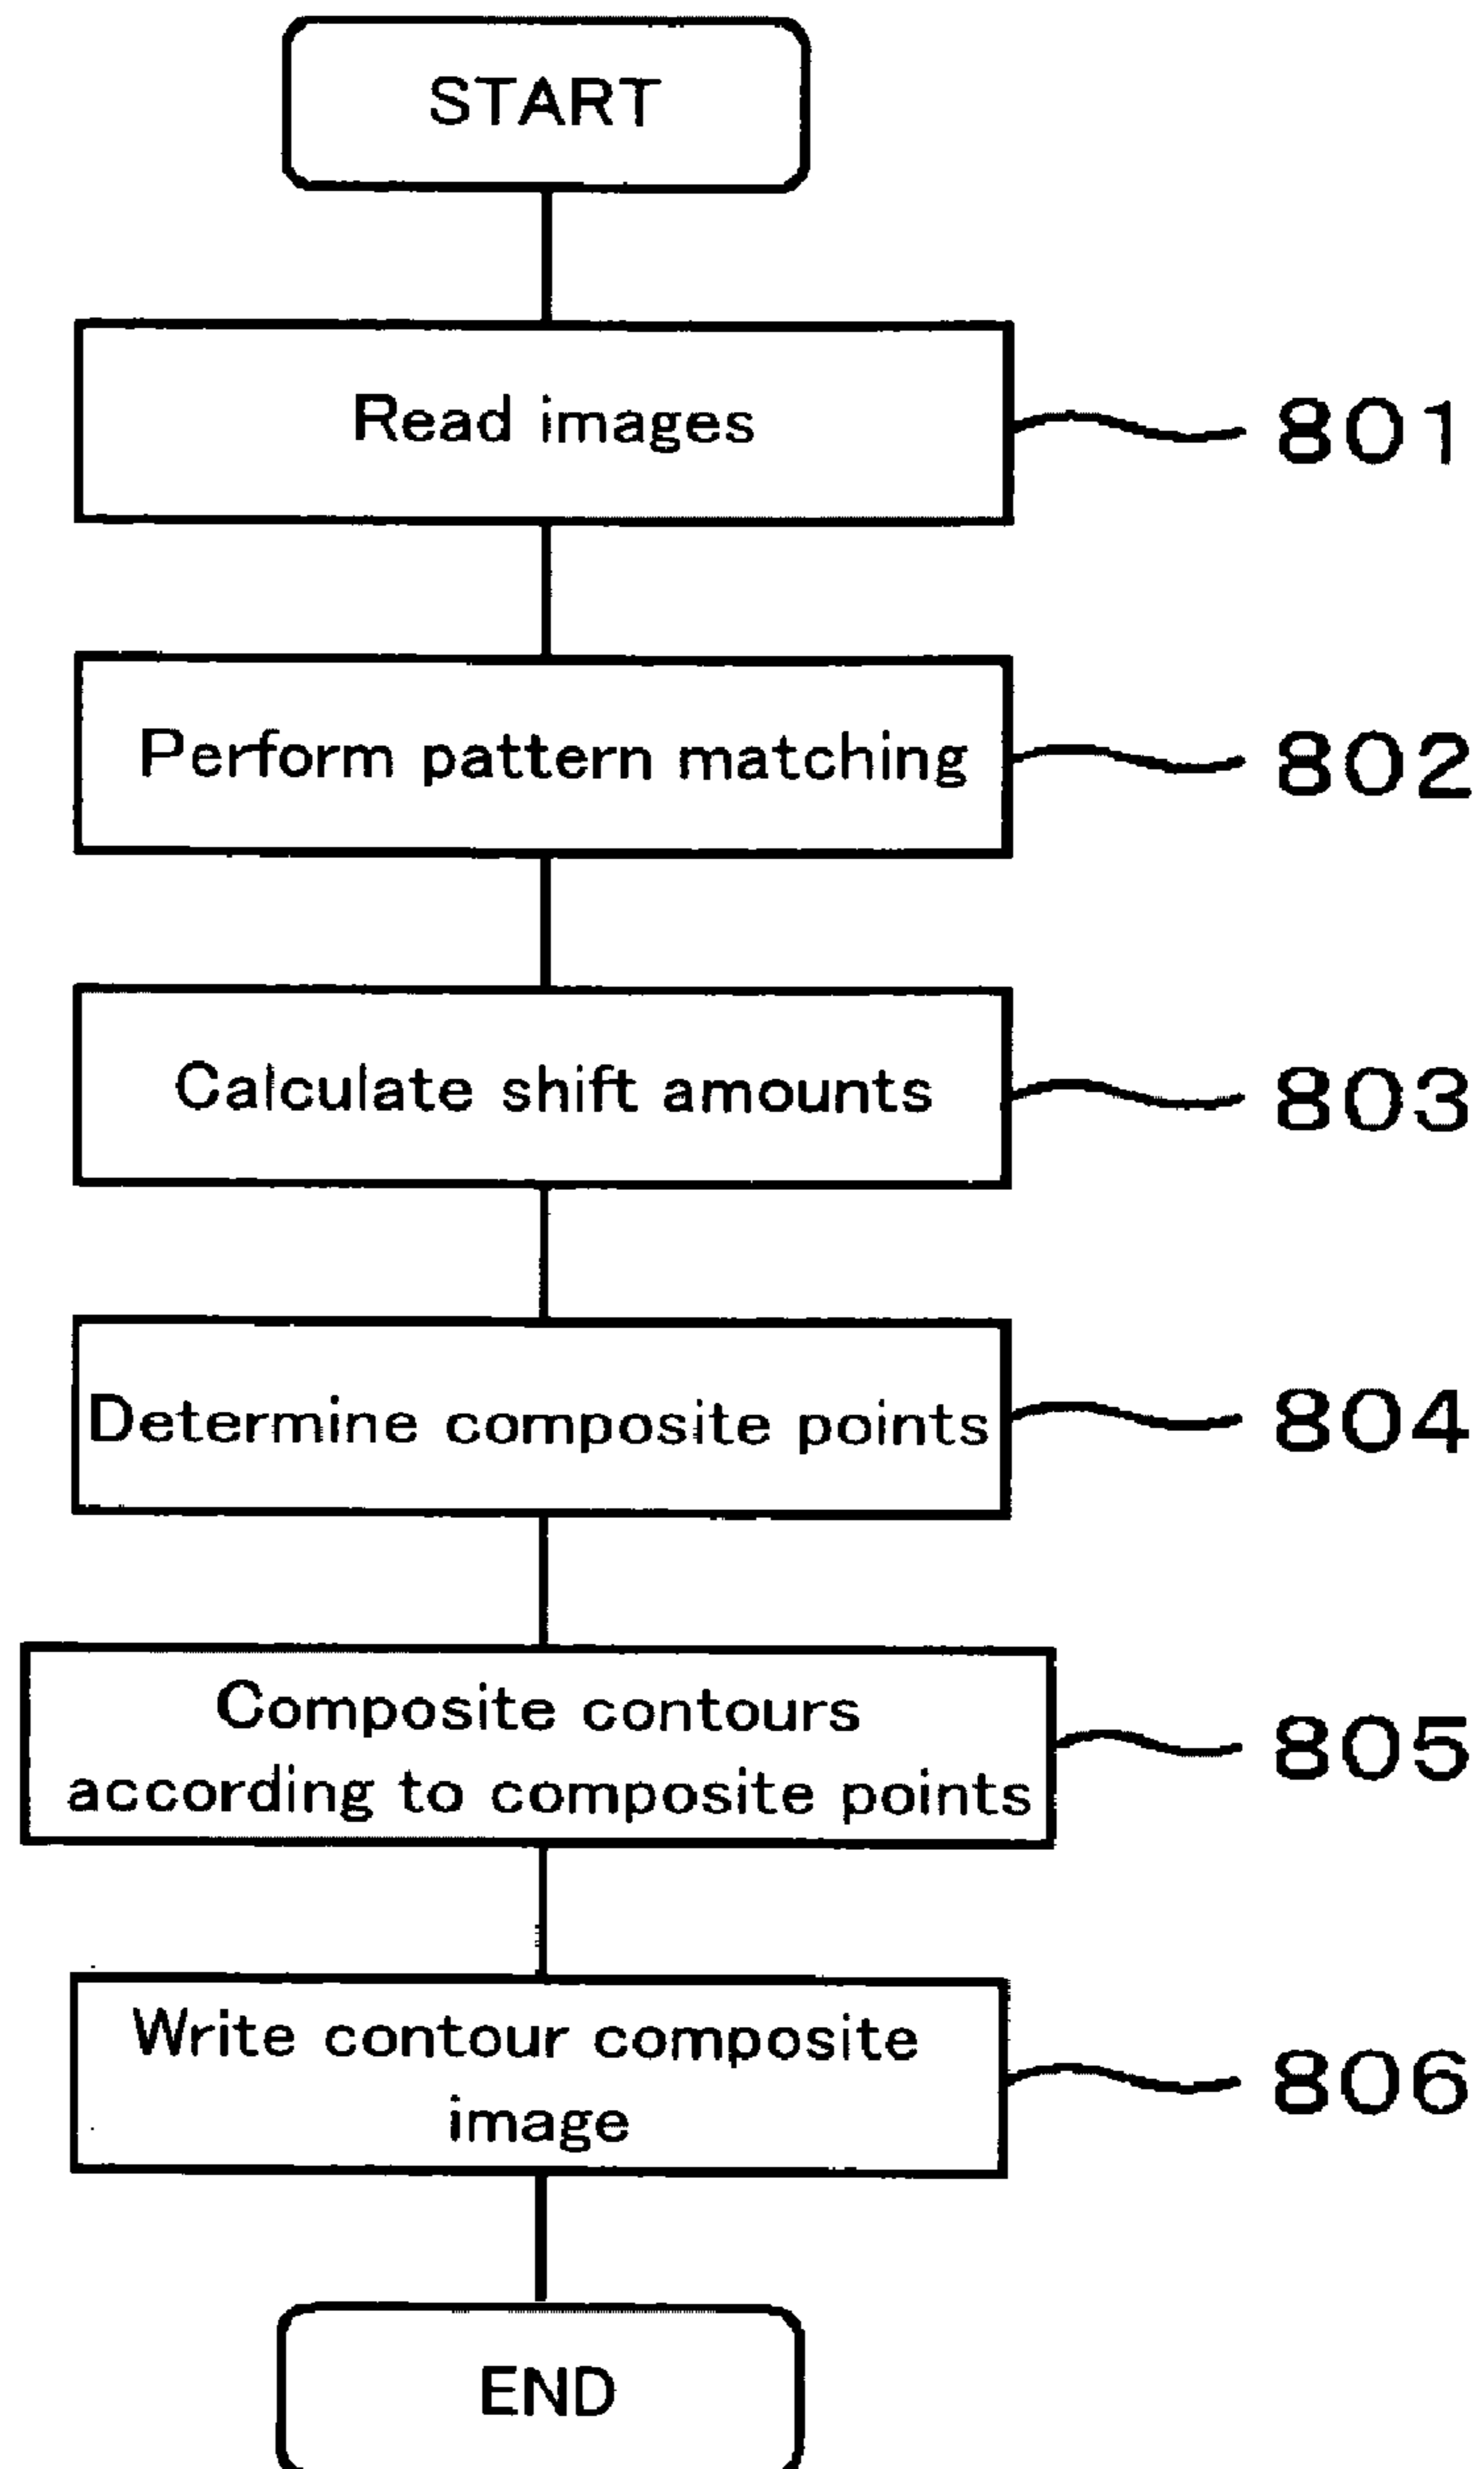 START
Read images
801
Perform pattern matching
802
Calculate shift amounts
803
Determine composite points
804
Composite contours
according to composite points
805
Write contour composite
image
806
END